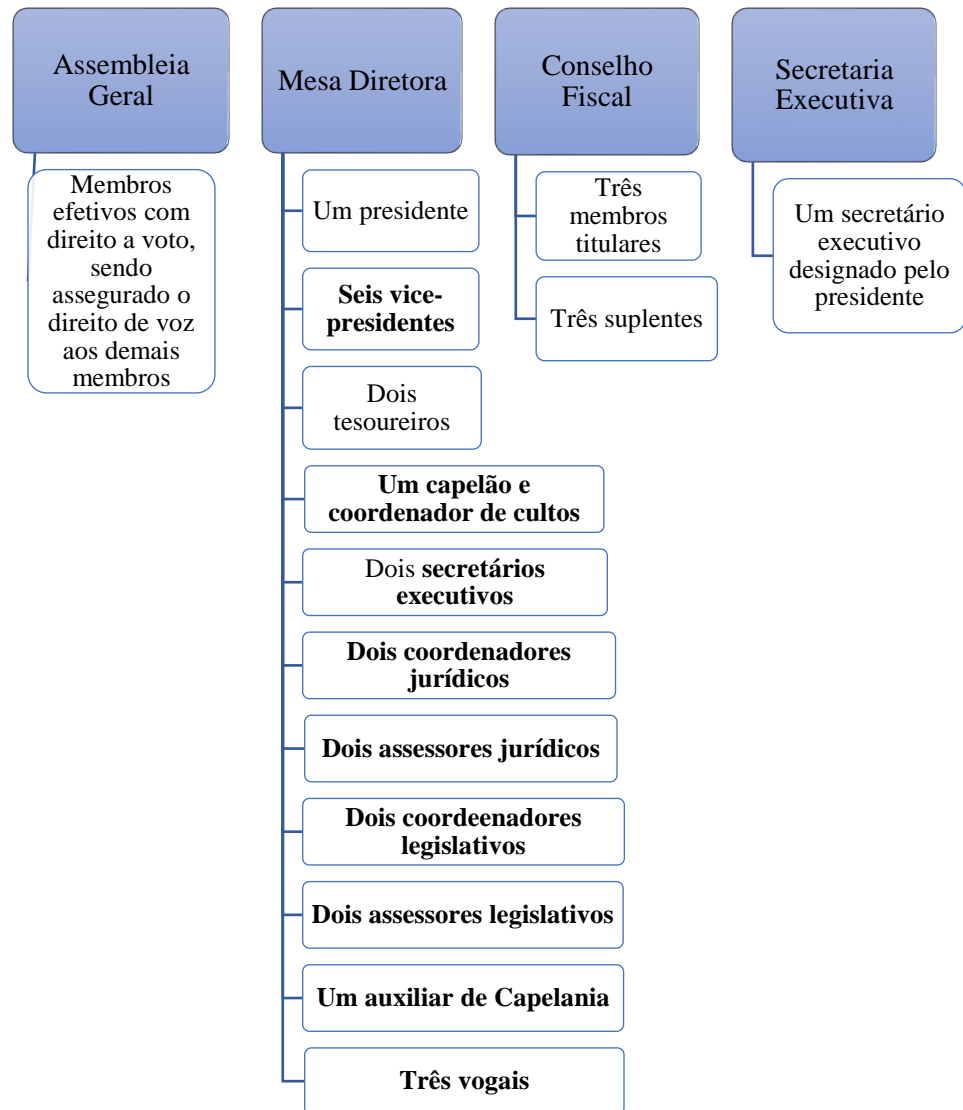 Assembleia
Geral
Membros
efetivos com
direito a voto,
sendo
assegurado o
direito de voz
aos demais
membros
Mesa Diretora
Um presidente
Seis vice-
presidentes
Dois
tesoureiros
Um capelão e
coordenador de cultos
Dois secretários
executivos
Dois coordenadores
jurídicos
Dois assessores jurídicos
Dois coordeenadores
legislativos
Dois assessores legislativos
Um auxiliar de Capelania
Três vogais
Conselho
Fiscal
Três
membros
titulares
Três suplentes
Secretaria
Executiva
Um secretário
executivo
designado pelo
presidente